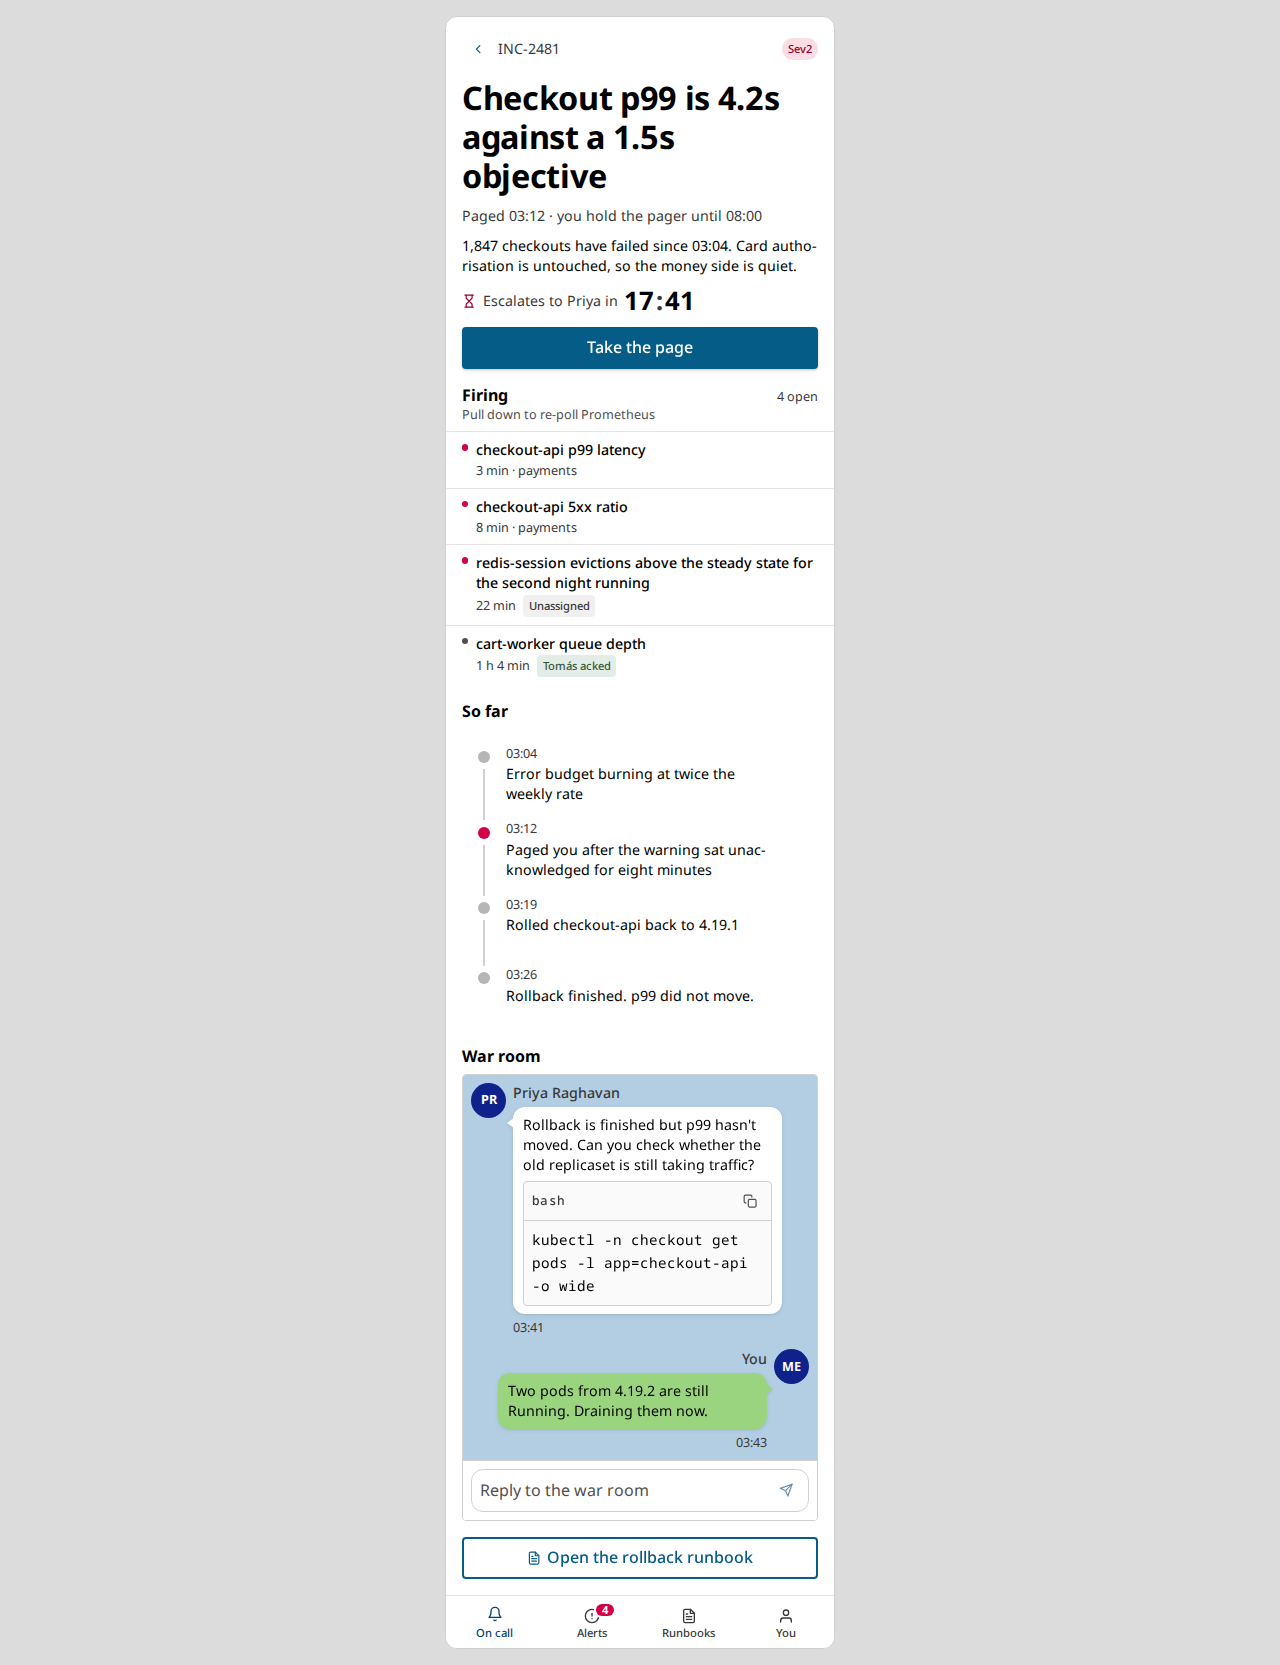 INC-2481
Sev2
Checkout p99 is 4.2s
against a 1.5s
objective
Paged 03:12 · you hold the pager until 08:00
1,847 checkouts have failed since 03:04. Card autho-
risation is untouched, so the money side is quiet.
Escalates to Priya in 17:41
Take the page
Firing
4 open
Pull down to re-poll Prometheus
checkout-api p99 latency
3 min · payments
checkout-api 5xx ratio
8 min · payments
redis-session evictions above the steady state for
the second night running
22 min Unassigned
cart-worker queue depth
1 h 4 min Tomás acked
So far
03:04
Error budget burning at twice the
weekly rate
03:12
Paged you after the warning sat unac-
knowledged for eight minutes
03:19
Rolled checkout-api back to 4.19.1
03:26
Rollback finished. p99 did not move.
War room
PR
Priya Raghavan
Rollback is finished but p99 hasn't
moved. Can you check whether the
old replicaset is still taking traffic?
bash
kubectl -n checkout get
pods -l app=checkout-api
-o wide
03:41
You
ME
Two pods from 4.19.2 are still
Running. Draining them now.
03:43
Reply to the war room
Open the rollback runbook
4
On call
Alerts
Runbooks
You